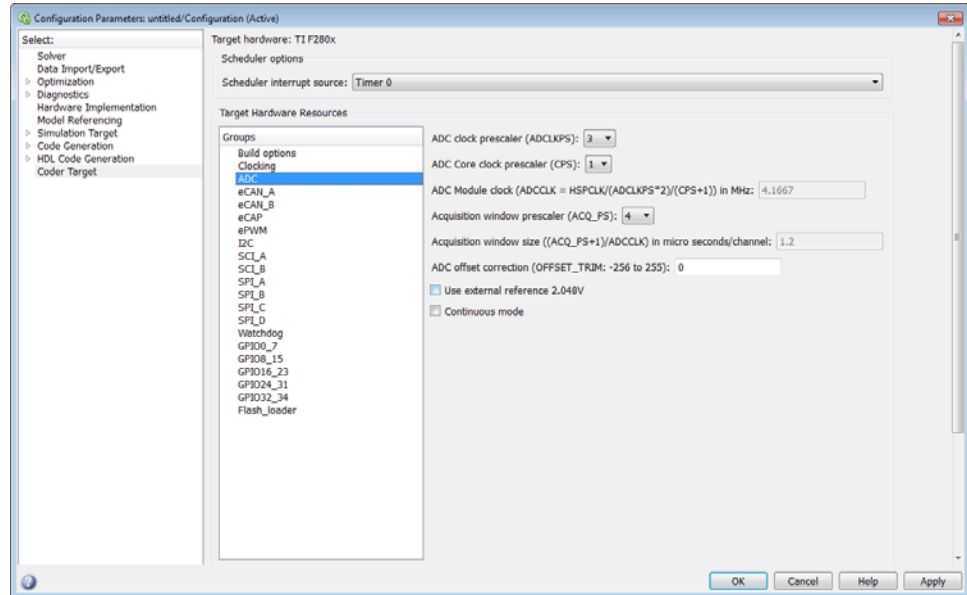 Configuration Parameters: untitled/Configuration (Active)
Select:
Solver
Data Import/Export
Optimization
Diagnostics
Hardware Implementation
Model Referencing
Simulation Target
Code Generation
HDL Code Generation
Coder Target
Target hardware: TI F280x
Scheduler options
Scheduler interrupt source: Timer 0
Target Hardware Resources
Groups
Build options
Clocking
ADC
eCAN_A
eCAN_B
eCAP
ePWM
I2C
SCI_A
SCI_B
SPI_A
SPI_B
SPI_C
SPI_D
Watchdog
GPIO0_7
GPIO8_15
GPIO16_23
GPIO24_31
GPIO32_34
Flash_loader
ADC clock prescaler (ADCLKPS): 3
ADC Core clock prescaler (CPS): 1
ADC Module clock (ADCCLK = HSPCLK/(ADCLKPS*2)/(CPS+1)) in MHz: 4.1667
Acquisition window prescaler (ACQ_PS): 4
Acquisition window size ((ACQ_PS+1)/ADCCLK) in micro seconds/channel: 1.2
ADC offset correction (OFFSET_TRIM: -256 to 255): 0
Use external reference 2.048V
Continuous mode
OK Cancel Help Apply